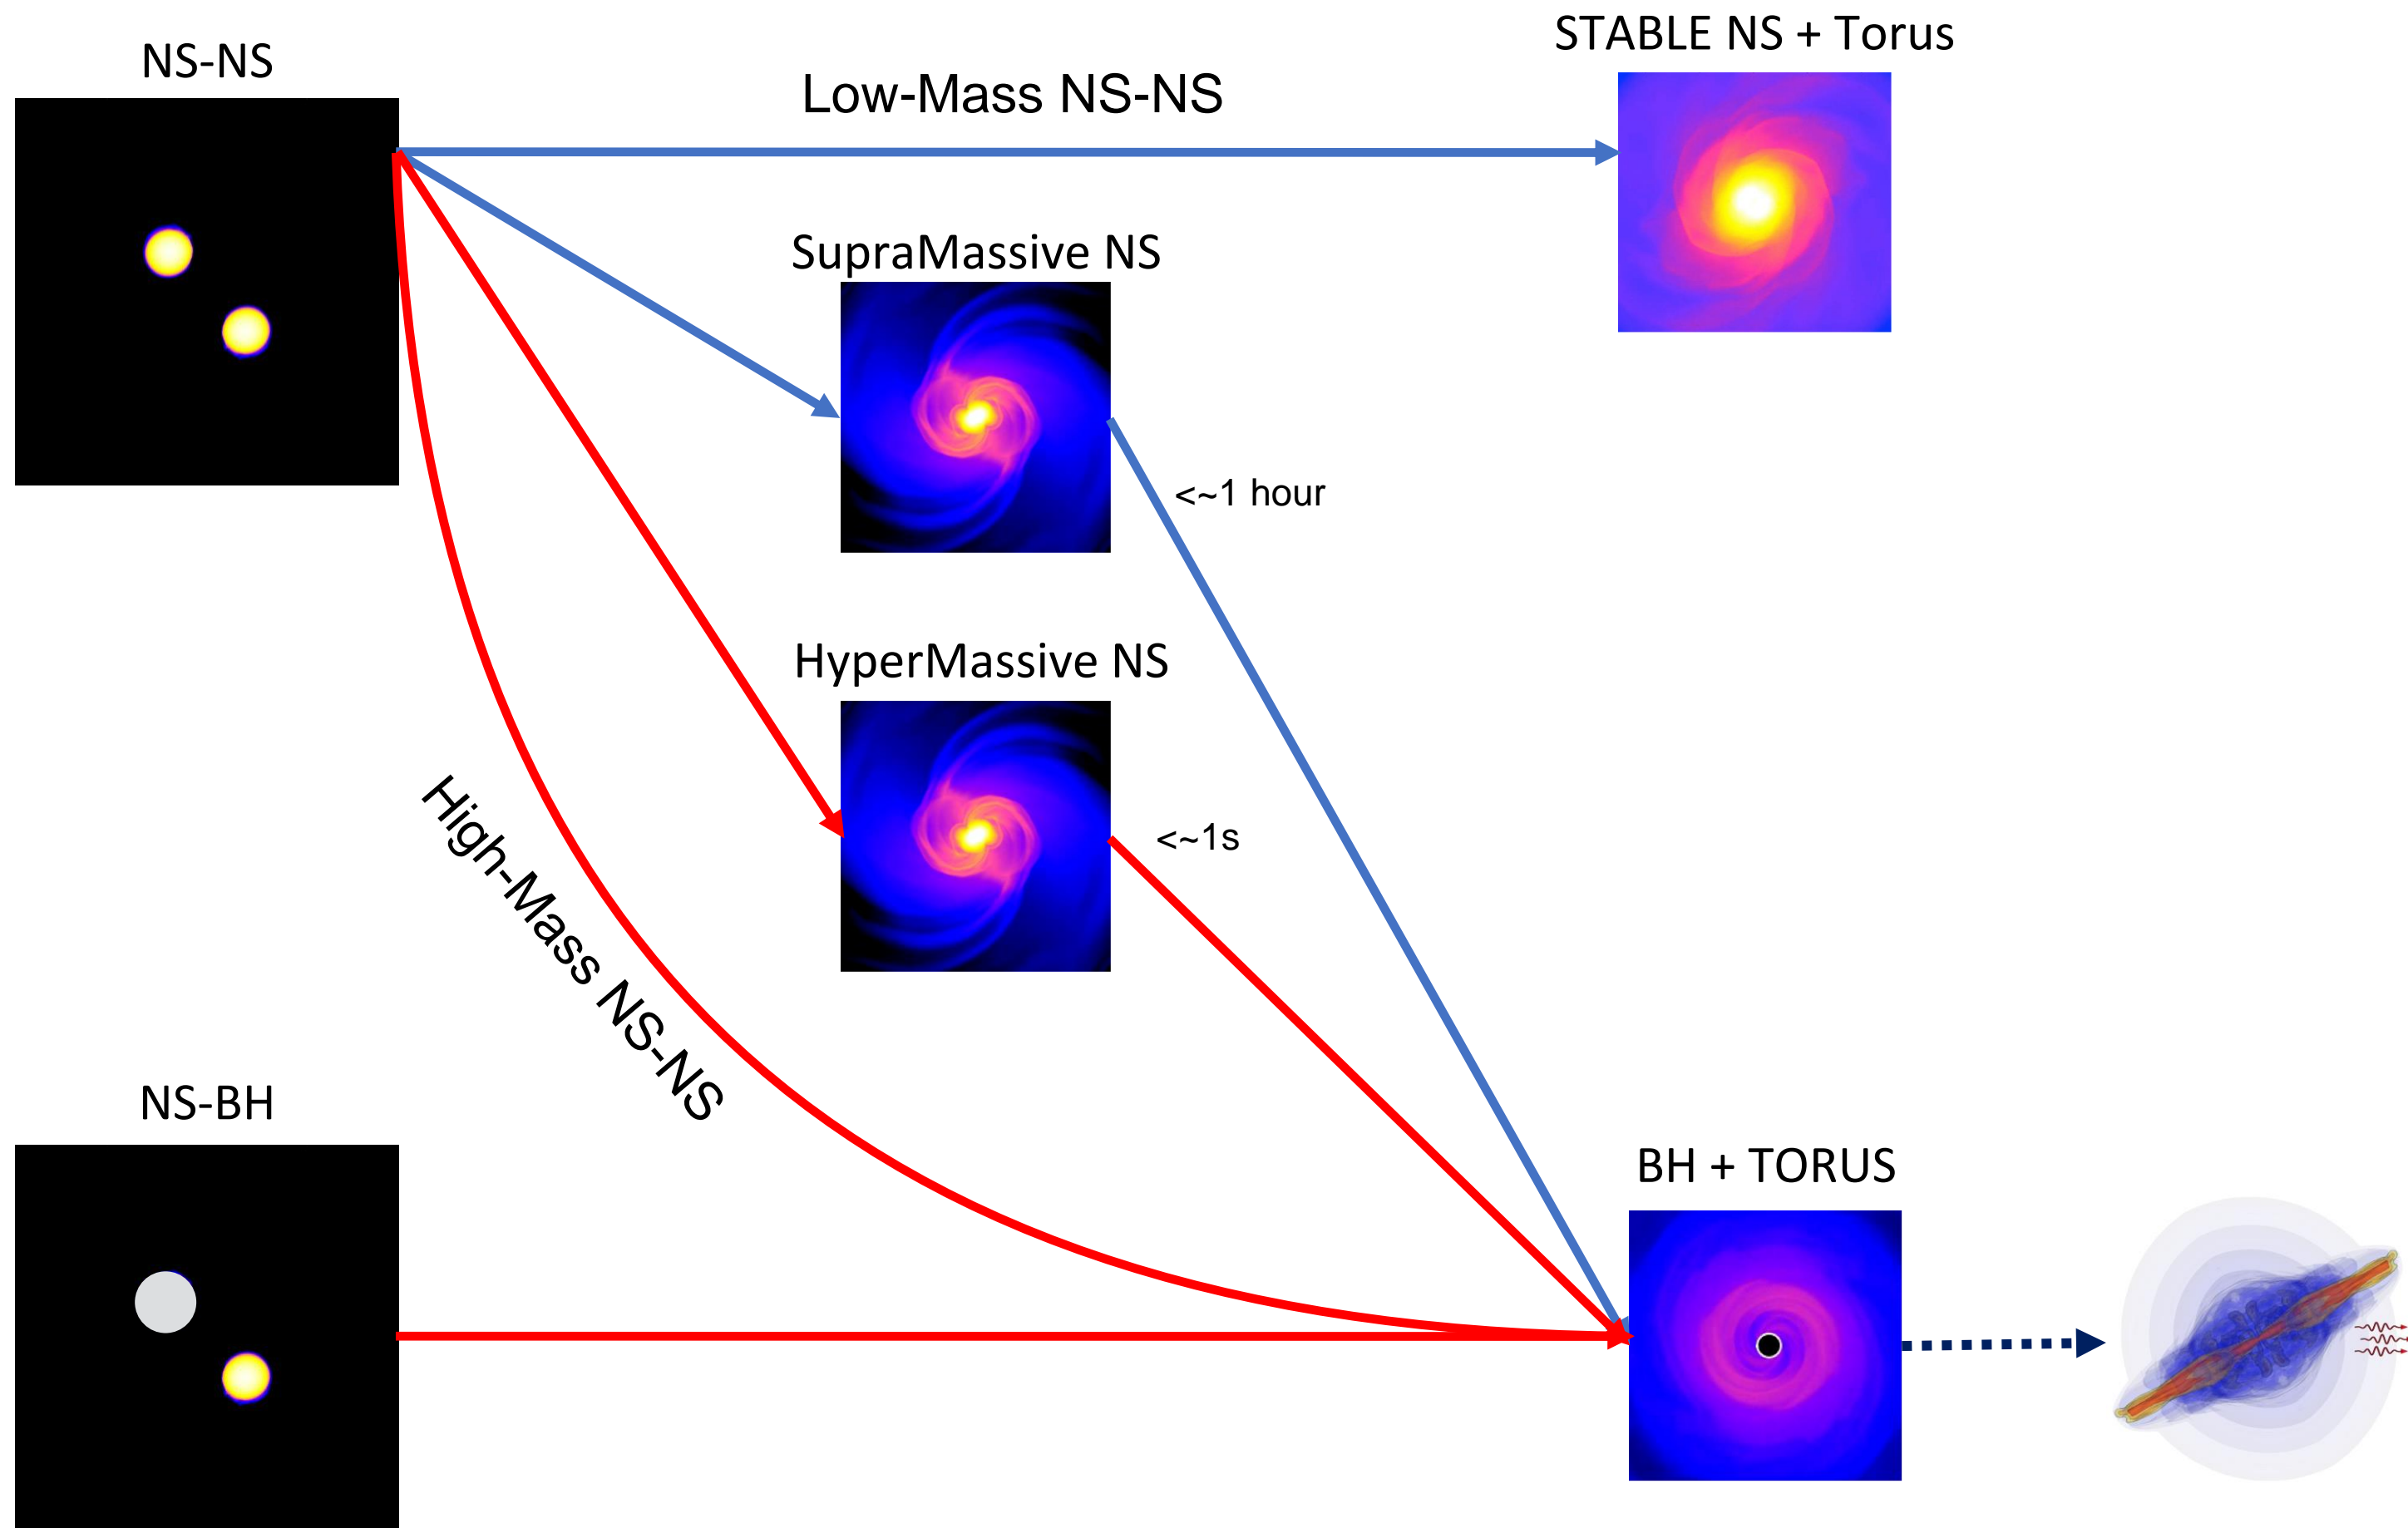 NS-NS
STABLE NS + Torus
Low-Mass NS-NS
SupraMassive NS
<~1 hour
HyperMassive NS
<~1s
High-Mass NS-NS
NS-BH
BH + TORUS